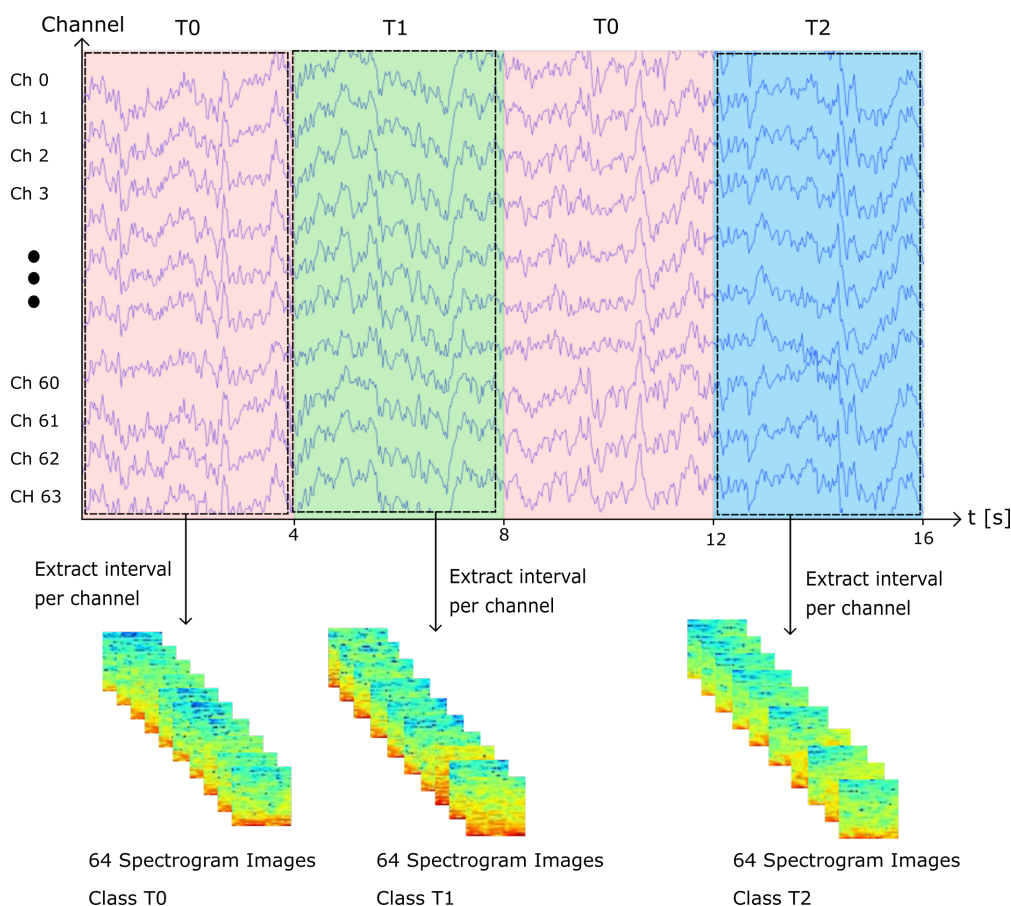 Channel
T0 T1 T0 T2
Ch 0
Ch 1
Ch 2
Ch 3
Ch 60
Ch 61
Ch 62
CH 63
4 8 12 16
t [s]
Extract interval
per channel
Extract interval
per channel
Extract interval
per channel
64 Spectrogram Images
Class T0
64 Spectrogram Images
Class T1
64 Spectrogram Images
Class T2